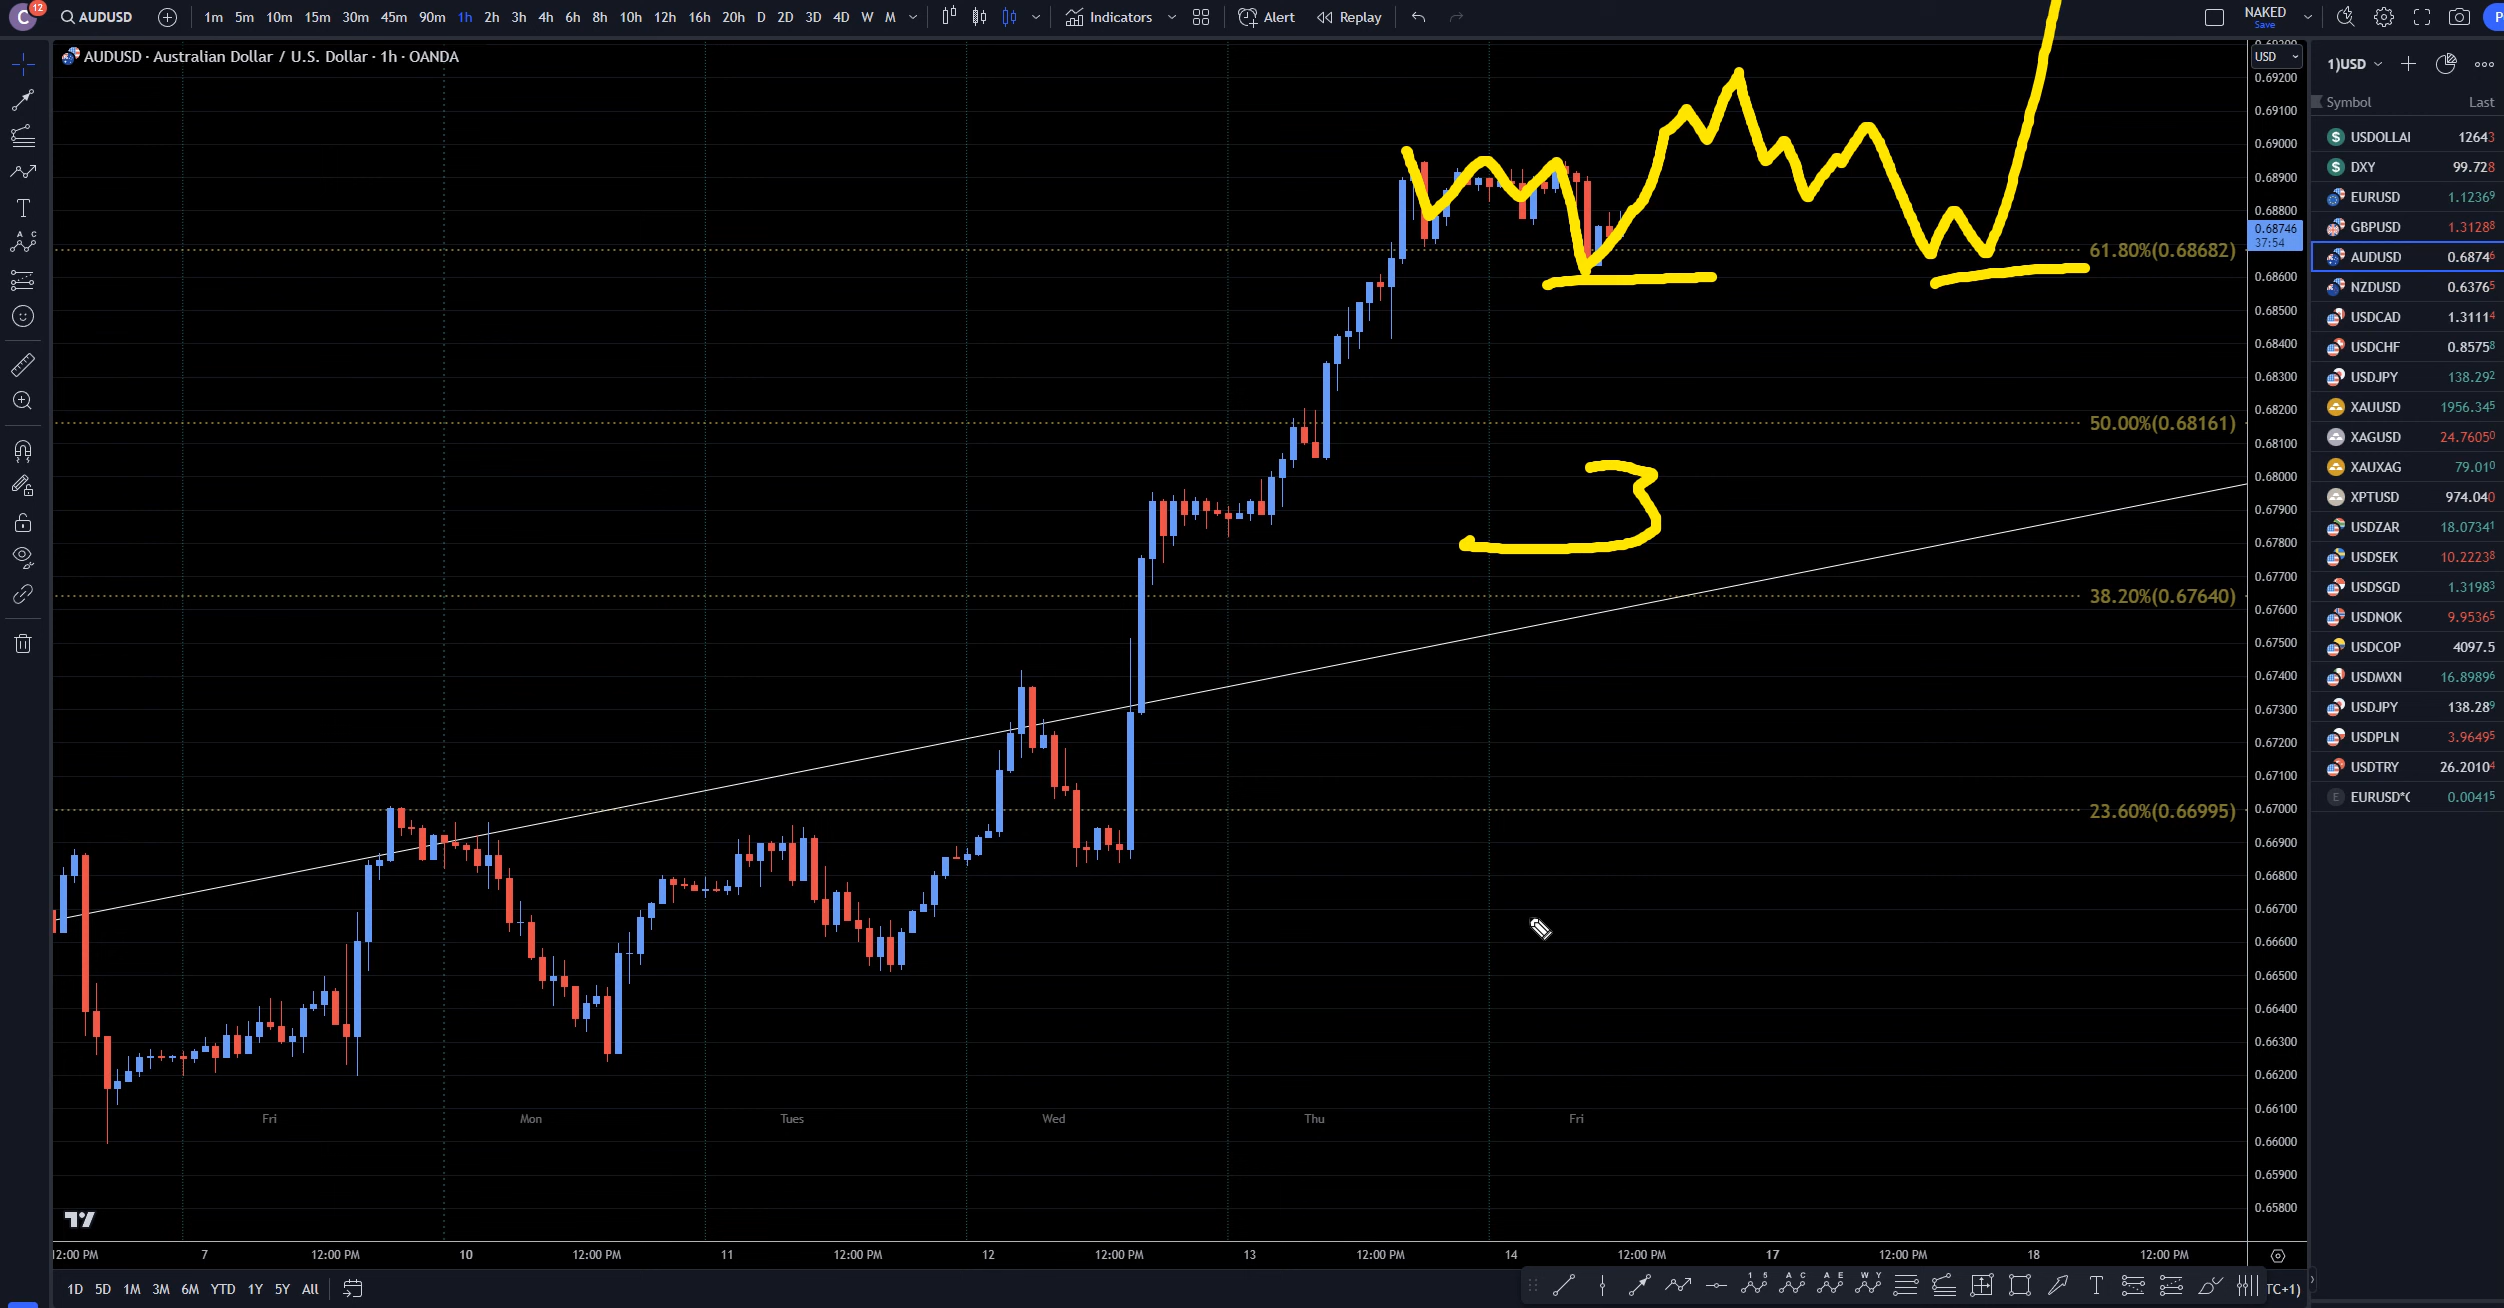 C 12 AUDUSD 1m 5m 10m 15m 30m 45m 90m 1h 2h 3h 4h 6h 8h 10h 12h 16h 20h D 2D 3D 4D W M Indicators Alert Replay NAKED
Save
AUDUSD · Australian Dollar / U.S. Dollar · 1h · OANDA
USD
0.69200
0.69100
0.69000
0.68900
0.68800
0.68746
37:54
0.68600
0.68500
0.68400
0.68300
0.68200
0.68100
0.68000
0.67900
0.67800
0.67700
0.67600
0.67500
0.67400
0.67300
0.67200
0.67100
0.67000
0.66900
0.66800
0.66700
0.66600
0.66500
0.66400
0.66300
0.66200
0.66100
0.66000
0.65900
0.65800
61.80%(0.68682)
50.00%(0.68161)
3
38.20%(0.67640)
23.60%(0.66995)
Fri Mon Tues Wed Thu Fri
12:00 PM 7 12:00 PM 10 12:00 PM 11 12:00 PM 12 12:00 PM 13 12:00 PM 14 12:00 PM 17 12:00 PM 18 12:00 PM
1D 5D 1M 3M 6M YTD 1Y 5Y All
TC+1)
1)USD
Symbol Last
USDOLLAI 12643
DXY 99.728
EURUSD 1.12369
GBPUSD 1.31288
AUDUSD 0.68746
NZDUSD 0.63765
USDCAD 1.31114
USDCHF 0.85758
USDJPY 138.292
XAUUSD 1956.345
XAGUSD 24.76050
XAUXAG 79.010
XPTUSD 974.040
USDZAR 18.07341
USDSEK 10.22238
USDSGD 1.31983
USDNOK 9.95365
USDCOP 4097.5
USDMXN 16.89896
USDJPY 138.289
USDPLN 3.96495
USDTRY 26.20104
E EURUSD*( 0.00415